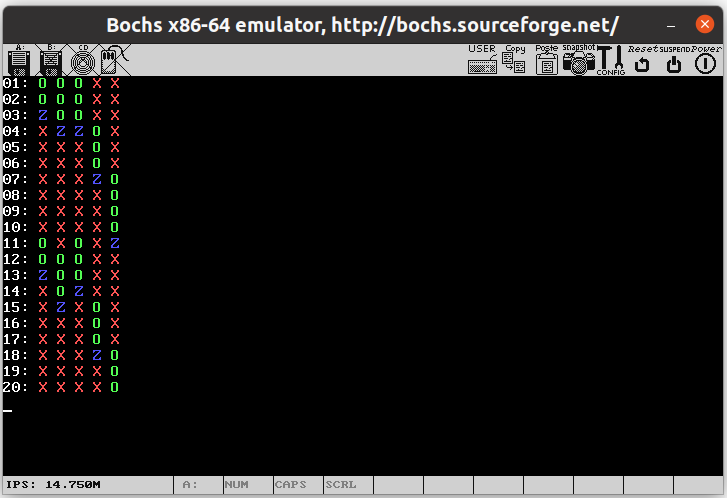 Bochs x86-64 emulator, http://bochs.sourceforge.net/
A: B: CD USER Copy Paste snapshot CONFIG Reset SUSPEND Power
01: O O O X X
02: O O O X X
03: Z O O X X
04: X Z Z O X
05: X X X O X
06: X X X O X
07: X X X Z O
08: X X X X O
09: X X X X O
10: X X X X O
11: O X O X Z
12: O O O X X
13: Z O O X X
14: X O Z X X
15: X Z X O X
16: X X X O X
17: X X X O X
18: X X X Z O
19: X X X X O
20: X X X X O
IPS: 14.750M A: NUM CAPS SCRL